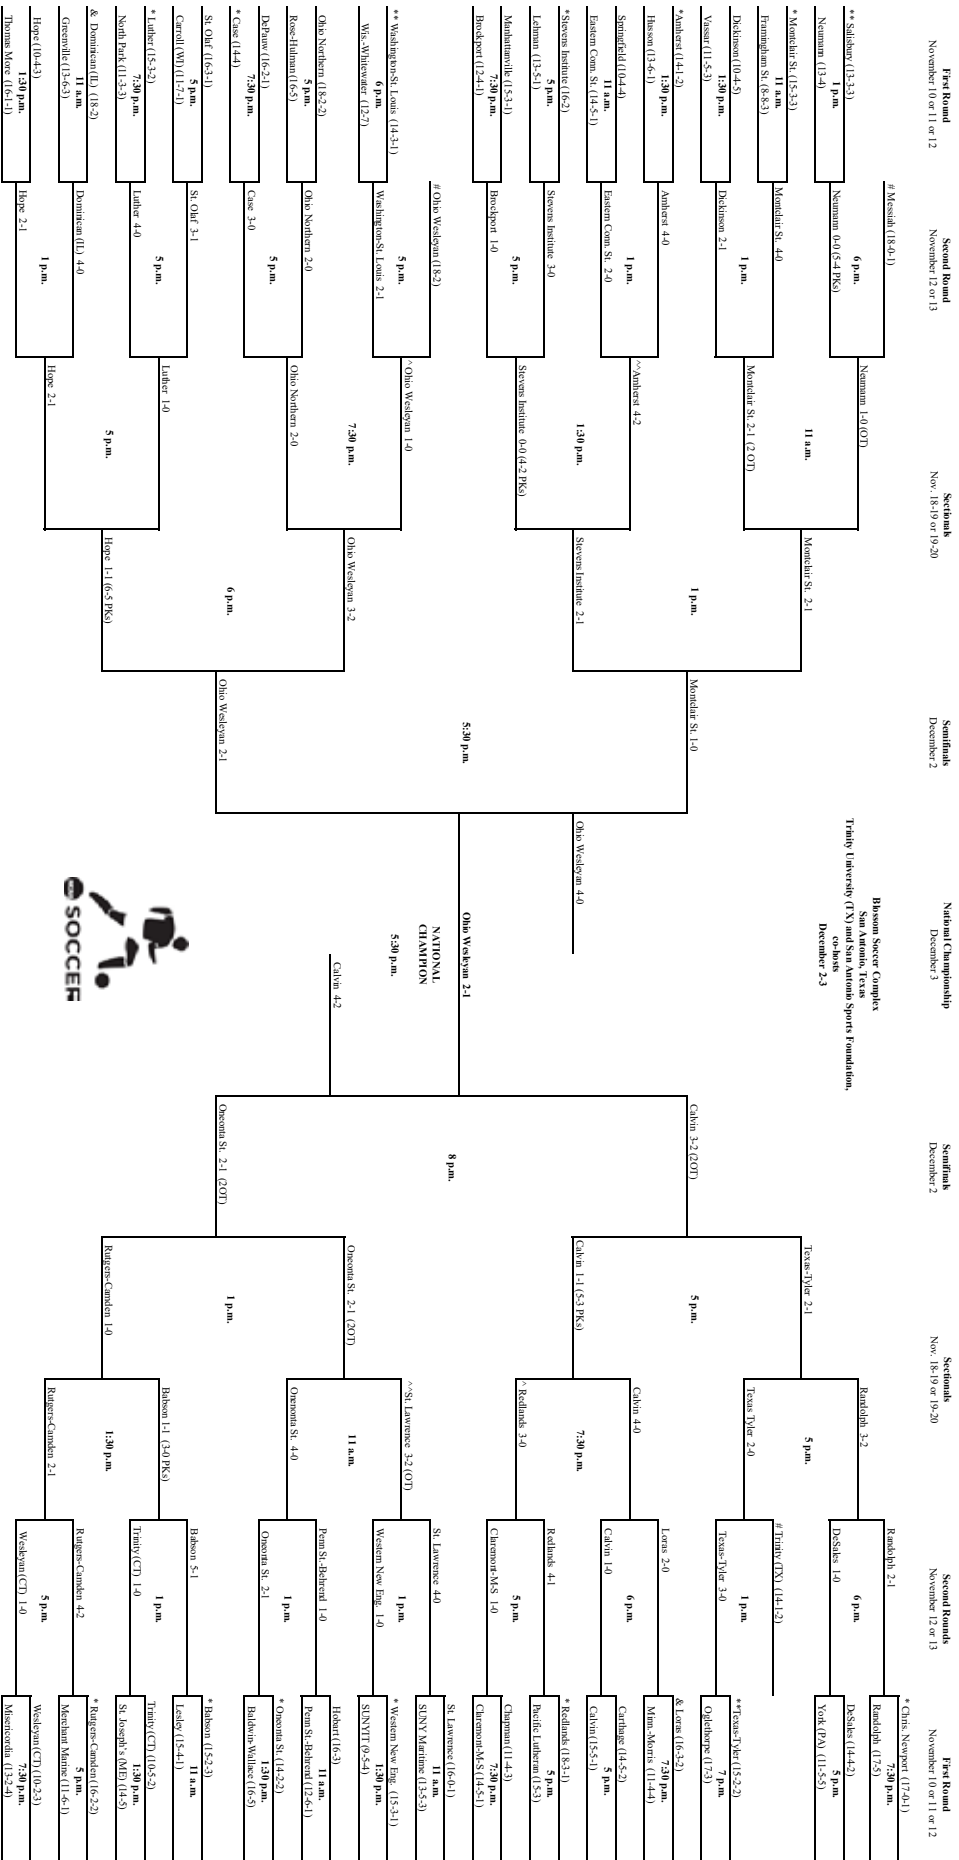 First Round
November 10 or 11 or 12
Second Round
November 12 or 13
Sectionals
Nov. 18-19 or 19-20
Semifinals
December 2
National Championship
December 3
Semifinals
December 2
Sectionals
Nov. 18-19 or 19-20
Second Rounds
November 12 or 13
First Round
November 10 or 11 or 12
Blossom Soccer Complex
San Antonio, Texas
Trinity University (TX) and San Antonio Sports Foundation,
co-hosts
December 2-3
# Messiah (18-0-1)
6 p.m.
** Salisbury (13-3-3)
1 p.m.
Neumann (13-4)
Neumann 0-0 (5-4 PKs)
Neumann 1-0 (OT)
11 a.m.
* Montclair St. (15-3-3)
11 a.m.
Framingham St. (8-8-3)
Montclair St. 4-0
1 p.m.
Dickinson (10-4-5)
1:30 p.m.
Vassar (11-5-3)
Dickinson 2-1
Montclair St. 2-1 (2 OT)
Montclair St. 2-1
1 p.m.
*Amherst (14-1-2)
1:30 p.m.
Husson (13-6-1)
Amherst 4-0
1 p.m.
Springfield (10-4-4)
11 a.m.
Eastern Conn. St. (14-5-1)
Eastern Conn. St. 2-0
^^Amherst 4-2
1:30 p.m.
*Stevens Institute (16-2)
5 p.m.
Lehman (13-5-1)
Stevens Institute 3-0
5 p.m.
Manhattanville (15-3-1)
7:30 p.m.
Brockport (12-4-1)
Brockport 1-0
Stevens Institute 0-0 (4-2 PKs)
Stevens Institute 2-1
Montclair St. 1-0
5:30 p.m.
# Ohio Wesleyan (18-2)
5 p.m.
** Washington-St. Louis (14-3-1)
6 p.m.
Wis.-Whitewater (12-7)
Washington-St. Louis 2-1
^Ohio Wesleyan 1-0
7:30 p.m.
Ohio Northern (18-2-2)
5 p.m.
Rose-Hulman (16-5)
Ohio Northern 2-0
5 p.m.
DePauw (16-2-1)
7:30 p.m.
* Case (14-4)
Case 3-0
Ohio Northern 2-0
Ohio Wesleyan 3-2
6 p.m.
St. Olaf (16-3-1)
5 p.m.
Carroll (WI) (11-7-1)
St. Olaf 3-1
5 p.m.
* Luther (15-3-2)
7:30 p.m.
North Park (11-3-3)
Luther 4-0
Luther 1-0
5 p.m.
& Dominican (IL) (18-2)
11 a.m.
Greenville (13-6-3)
Dominican (IL) 4-0
1 p.m.
Hope (10-4-3)
1:30 p.m.
Thomas More (16-1-1)
Hope 2-1
Hope 2-1
Hope 1-1 (6-5 PKs)
Ohio Wesleyan 2-1
Ohio Wesleyan 4-0
Ohio Wesleyan 2-1
NATIONAL
CHAMPION
5:30 p.m.
Calvin 4-2
SOCCER
Calvin 3-2 (2OT)
8 p.m.
Oneonta St. 2-1 (2OT)
Texas-Tyler 2-1
5 p.m.
Calvin 1-1 (5-3 PKs)
Oneonta St. 2-1 (2OT)
1 p.m.
Rutgers-Camden 1-0
Randolph 3-2
5 p.m.
Texas Tyler 2-0
Calvin 4-0
7:30 p.m.
^ Redlands 3-0
^^St. Lawrence 3-2 (OT)
11 a.m.
Onenonta St. 4-0
Babson 1-1 (3-0 PKs)
1:30 p.m.
Rutgers-Camden 2-1
Randolph 2-1
6 p.m.
DeSales 1-0
# Trinity (TX) (14-1-2)
1 p.m.
Texas-Tyler 3-0
Loras 2-0
6 p.m.
Calvin 1-0
Redlands 4-1
5 p.m.
Claremont-M-S 1-0
St. Lawrence 4-0
1 p.m.
Western New Eng. 1-0
Penn St.-Behrend 1-0
1 p.m.
Oneonta St. 2-1
Babson 5-1
1 p.m.
Trinity (CT) 1-0
Rutgers-Camden 4-2
5 p.m.
Wesleyan (CT) 1-0
* Chris. Newport (17-0-1)
7:30 p.m.
Randolph (17-5)
DeSales (14-4-2)
5 p.m.
York (PA) (11-5-5)
**Texas-Tyler) (15-2-2)
7 p.m.
Oglethorpe (17-3)
& Loras (16-3-2)
7:30 p.m.
Minn.-Morris (11-4-4)
Carthage (14-5-2)
5 p.m.
Calvin (15-5-1)
* Redlands (18-3-1)
5 p.m.
Pacific Lutheran (15-3)
Chapman (11-4-3)
7:30 p.m.
Claremont-M-S (14-5-1)
St. Lawrence (16-0-1)
11 a.m.
SUNY Maritime (13-5-3)
* Western New Eng. (15-3-1)
1:30 p.m.
SUNYIT (9-5-4)
Hobart (16-3)
11 a.m.
Penn St.-Behrend (12-6-1)
* Oneonta St. (14-2-2)
1:30 p.m.
Baldwin-Wallace (16-5)
* Babson (15-2-3)
11 a.m.
Lesley (15-4-1)
Trinity (CT) (10-5-2)
1:30 p.m.
St. Joseph's (ME) (14-5)
* Rutgers-Camden (16-2-2)
5 p.m.
Merchant Marine (11-6-1)
Wesleyan (CT) (10-2-3)
7:30 p.m.
Misericordia (13-2-4)